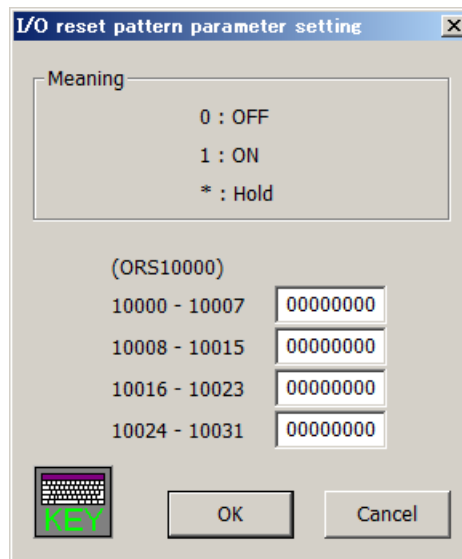 I/O reset pattern parameter setting
Meaning
0 : OFF
1 : ON
* : Hold
(ORS10000)
10000 - 10007 00000000
10008 - 10015 00000000
10016 - 10023 00000000
10024 - 10031 00000000
KEY
OK Cancel